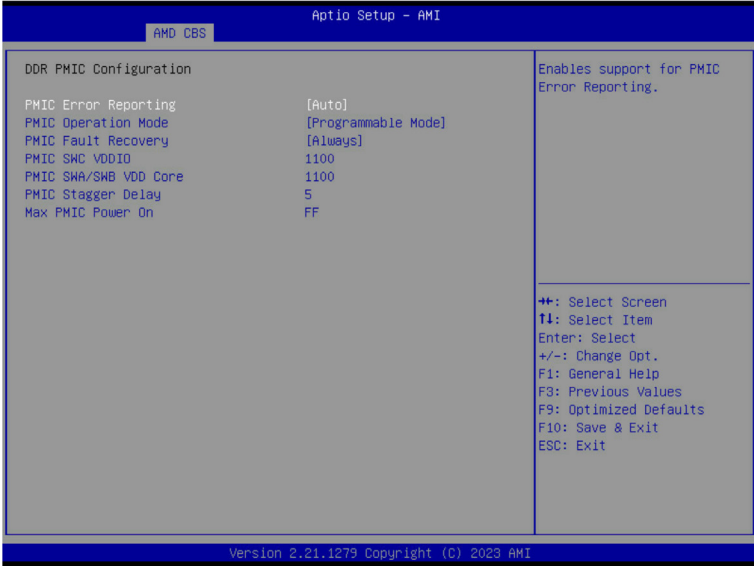 Aptio Setup – AMI
AMD CBS
DDR PMIC Configuration
PMIC Error Reporting [Auto]
PMIC Operation Mode [Programmable Mode]
PMIC Fault Recovery [Always]
PMIC SWC VDDIO 1100
PMIC SWA/SWB VDD Core 1100
PMIC Stagger Delay 5
Max PMIC Power On FF
Enables support for PMIC
Error Reporting.
→←: Select Screen
↑↓: Select Item
Enter: Select
+/-: Change Opt.
F1: General Help
F3: Previous Values
F9: Optimized Defaults
F10: Save & Exit
ESC: Exit
Version 2.21.1279 Copyright (C) 2023 AMI